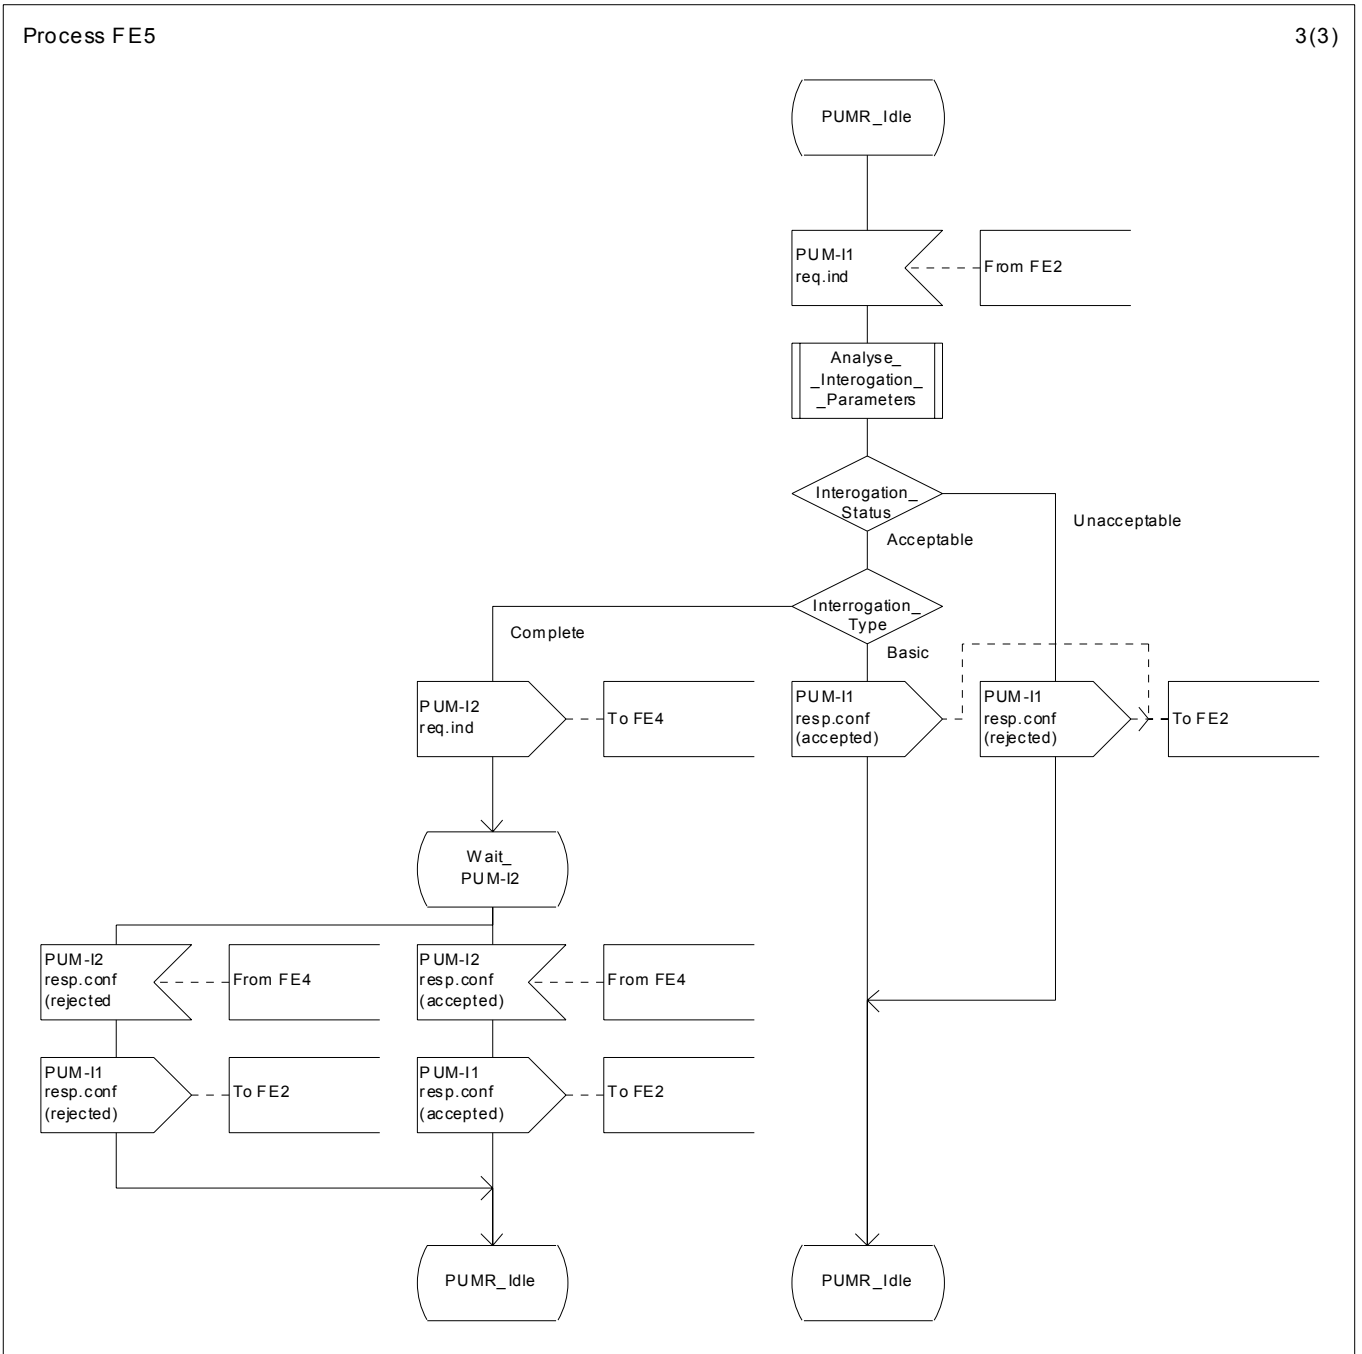 Process FE5
3(3)
PUMR_Idle
PUM-I1
req.ind
From FE2
Analyse_
_Interogation_
_Parameters
Interogation_
Status
Unacceptable
Acceptable
Interrogation_
Type
Complete
Basic
PUM-I2
req.ind
To FE4
PUM-I1
resp.conf
(accepted)
PUM-I1
resp.conf
(rejected)
To FE2
Wait_
PUM-I2
PUM-I2
resp.conf
(rejected
From FE4
PUM-I2
resp.conf
(accepted)
From FE4
PUM-I1
resp.conf
(rejected)
To FE2
PUM-I1
resp.conf
(accepted)
To FE2
PUMR_Idle
PUMR_Idle